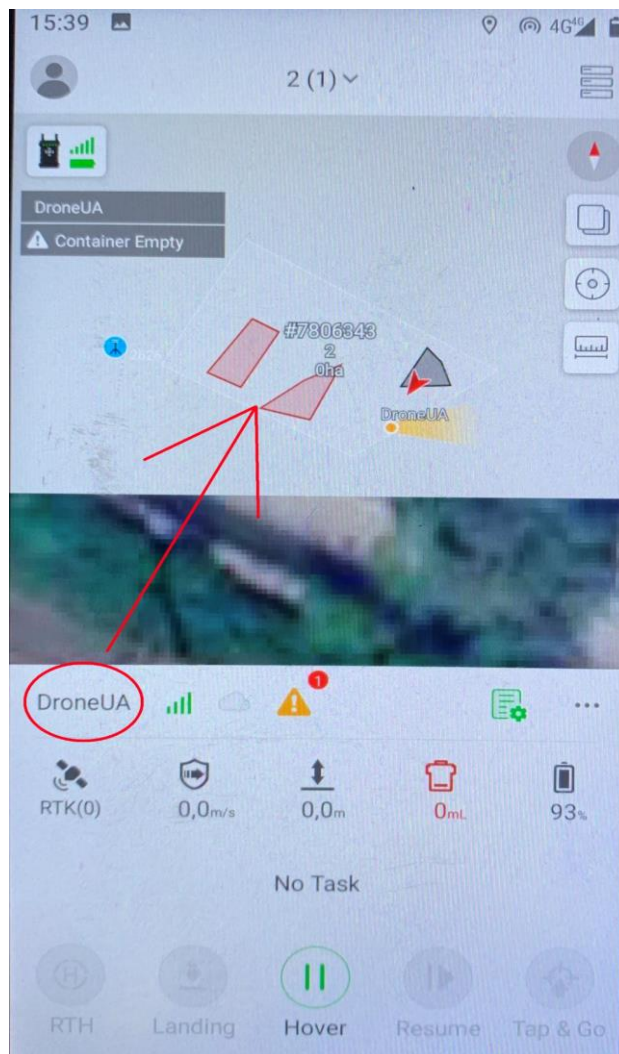 15:39 4G 4G
2 (1)
DroneUA
Container Empty
#7806343
2
0ha
DroneUA
DroneUA
1
RTK(0)
0,0m/s
0,0m
0mL
93%
No Task
RTH
Landing
Hover
Resume
Tap & Go